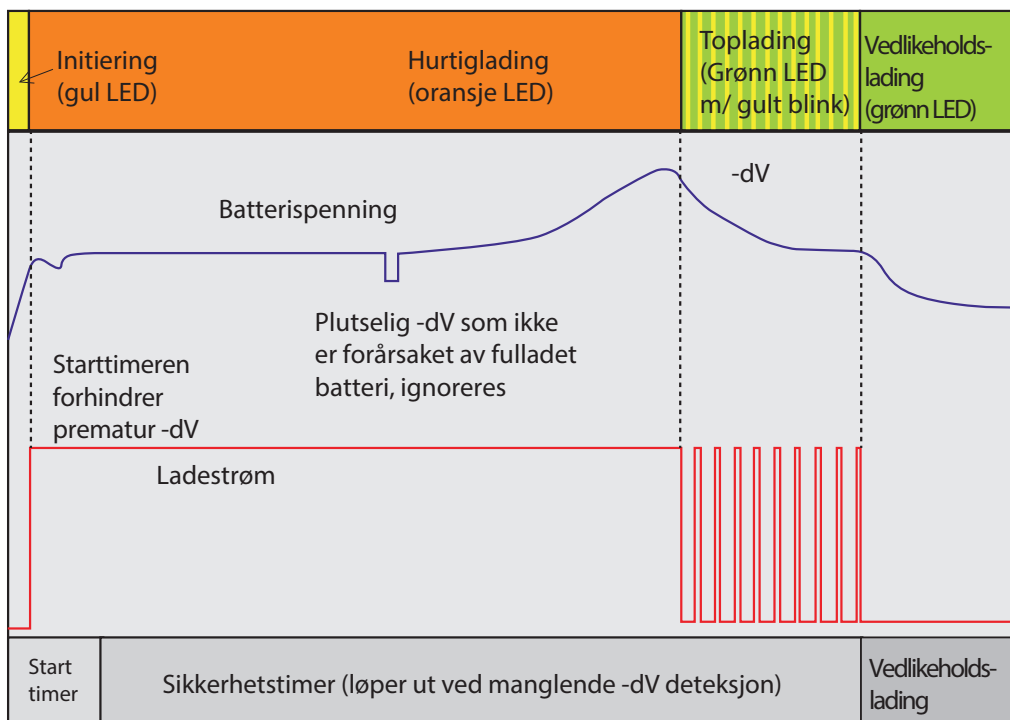 Initiering
(gul LED)
Hurtiglading
(oransje LED)
Toplading
(Grønn LED
m/ gult blink)
Vedlikeholds-
lading
(grønn LED)
-dV
Batterispenning
Plutselig -dV som ikke
er forårsaket av fulladet
batteri, ignoreres
Starttimeren
forhindrer
prematur -dV
Ladestrøm
Start
timer
Sikkerhetstimer (løper ut ved manglende -dV deteksjon)
Vedlikeholds-
lading